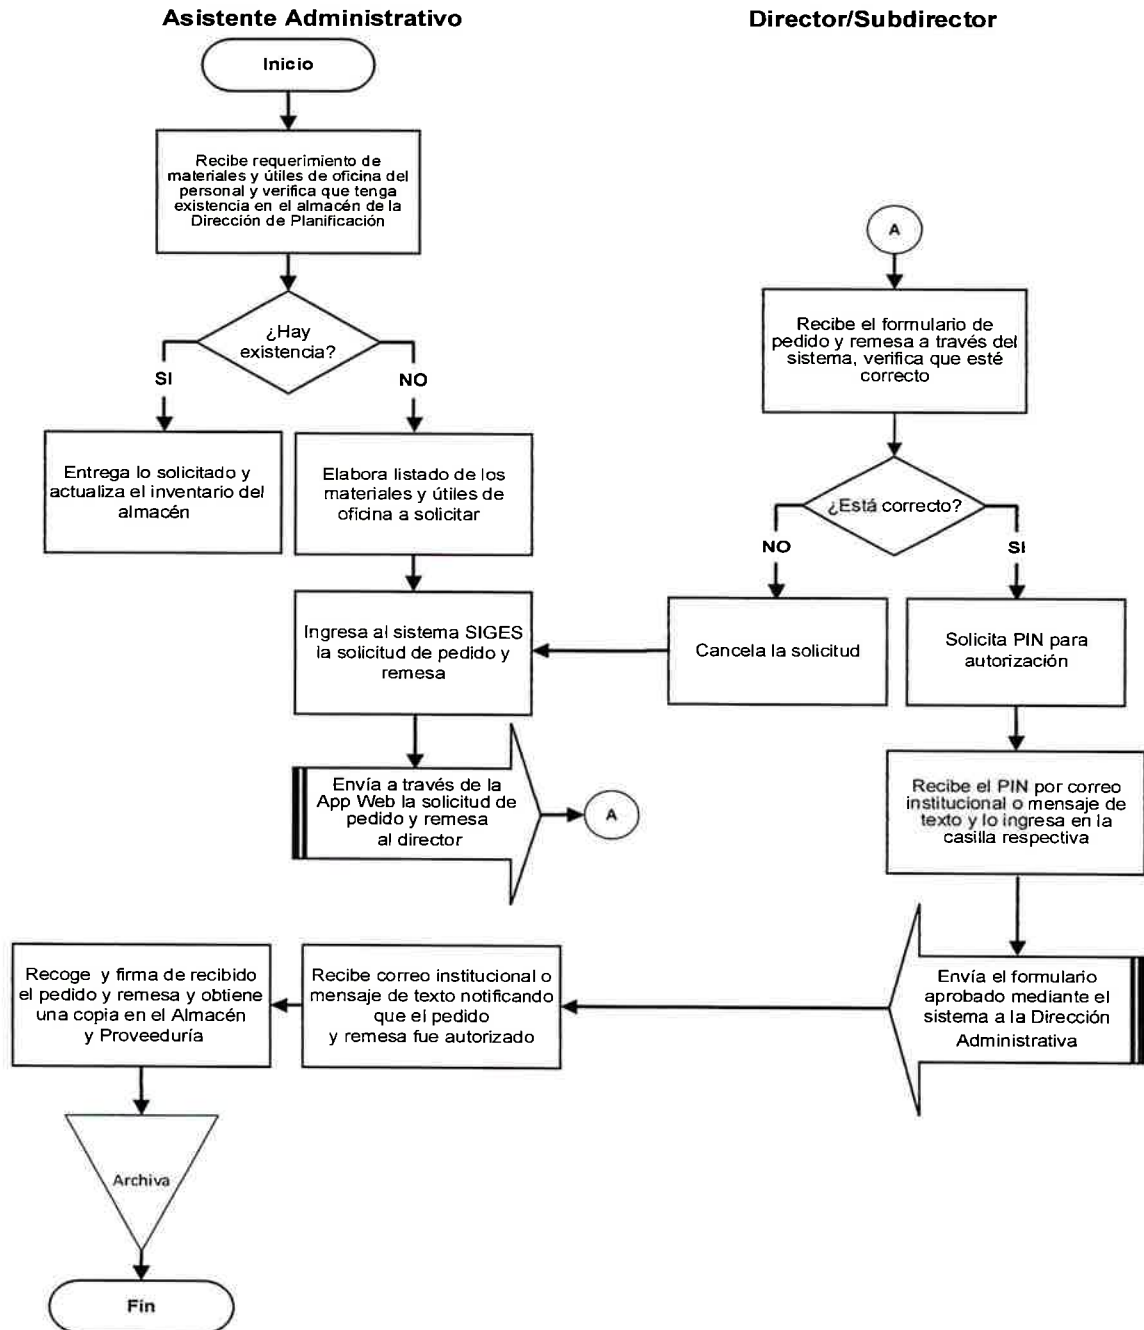 Asistente Administrativo
Director/Subdirector
Inicio
Recibe requerimiento de
materiales y útiles de oficina del
personal y verifica que tenga
existencia en el almacén de la
Dirección de Planificación
¿Hay
existencia?
SI
NO
Entrega lo solicitado y
actualiza el inventario del
almacén
Elabora listado de los
materiales y útiles de
oficina a solicitar
Ingresa al sistema SIGES
la solicitud de pedido y
remesa
Envía a través de la
App Web la solicitud de
pedido y remesa
al director
A
A
Recibe el formulario de
pedido y remesa a través del
sistema, verifica que esté
correcto
¿Está correcto?
NO
SI
Cancela la solicitud
Solicita PIN para
autorización
Recibe el PIN por correo
institucional o mensaje de
texto y lo ingresa en la
casilla respectiva
Envía el formulario
aprobado mediante el
sistema a la Dirección
Administrativa
Recibe correo institucional o
mensaje de texto notificando
que el pedido
y remesa fue autorizado
Recoge y firma de recibido
el pedido y remesa y obtiene
una copia en el Almacén
y Proveeduría
Archiva
Fin